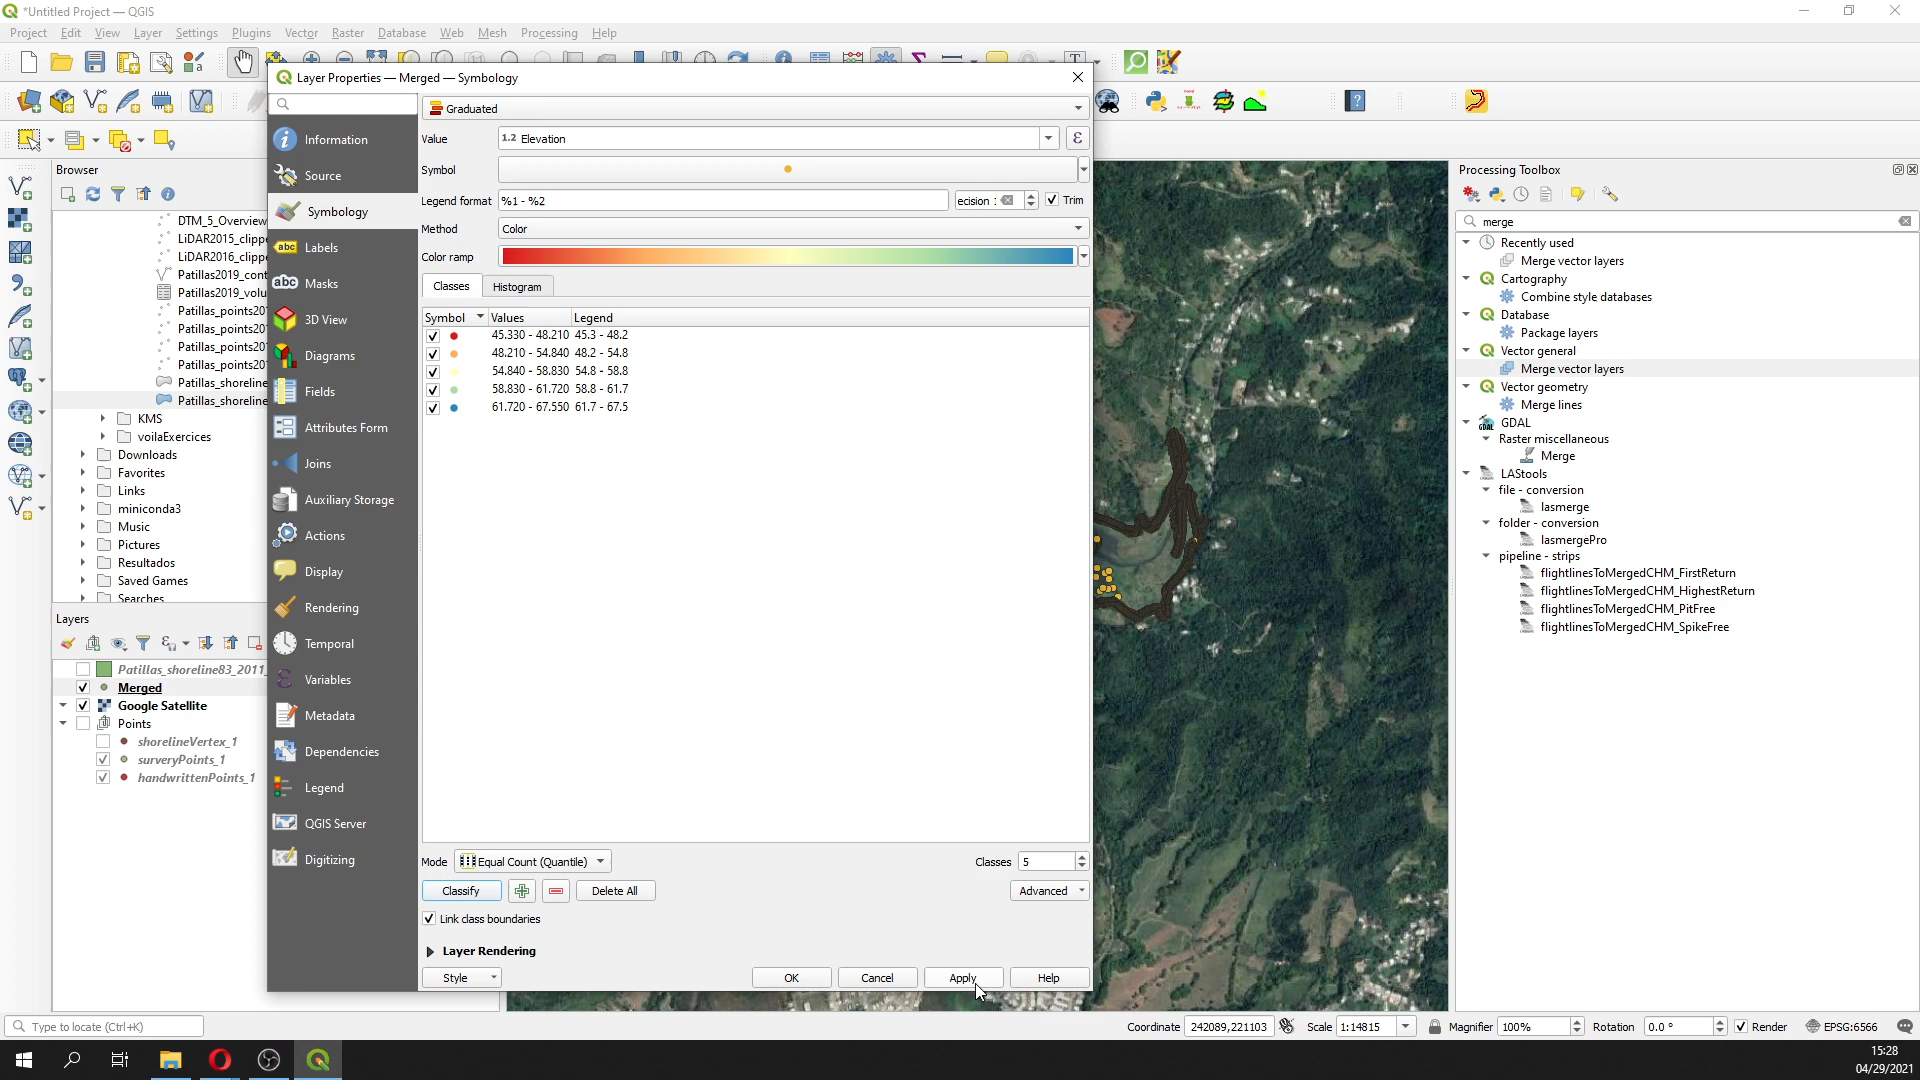 *Untitled Project — QGIS
Project Edit View Layer Settings Plugins Vector Raster Database Web Mesh Processing Help
Layer Properties — Merged — Symbology
Information
Source
Symbology
Labels
Masks
3D View
Diagrams
Fields
Attributes Form
Joins
Auxiliary Storage
Actions
Display
Rendering
Temporal
Variables
Metadata
Dependencies
Legend
QGIS Server
Digitizing
Graduated
Value 1.2 Elevation
Symbol
Legend format %1 - %2 ecision : Trim
Method Color
Color ramp
Classes Histogram
Symbol Values Legend
45.330 - 48.210 45.3 - 48.2
48.210 - 54.840 48.2 - 54.8
54.840 - 58.830 54.8 - 58.8
58.830 - 61.720 58.8 - 61.7
61.720 - 67.550 61.7 - 67.5
Mode Equal Count (Quantile) Classes 5
Classify Delete All Advanced
Link class boundaries
Layer Rendering
Style OK Cancel Apply Help
Browser
DTM_5_Overview
LiDAR2015_clippe
LiDAR2016_clippe
Patillas2019_cont
Patillas2019_volu
Patillas_points20
Patillas_points20
Patillas_points20
Patillas_points20
Patillas_shoreline
Patillas_shoreline
KMS
voilaExercices
Downloads
Favorites
Links
miniconda3
Music
Pictures
Resultados
Saved Games
Searches
Layers
Patillas_shoreline83_2011_
Merged
Google Satellite
Points
shorelineVertex_1
surveryPoints_1
handwrittenPoints_1
Processing Toolbox
merge
Recently used
Merge vector layers
Cartography
Combine style databases
Database
Package layers
Vector general
Merge vector layers
Vector geometry
Merge lines
GDAL
Raster miscellaneous
Merge
LAStools
file - conversion
lasmerge
folder - conversion
lasmergePro
pipeline - strips
flightlinesToMergedCHM_FirstReturn
flightlinesToMergedCHM_HighestReturn
flightlinesToMergedCHM_PitFree
flightlinesToMergedCHM_SpikeFree
Type to locate (Ctrl+K) Coordinate 242089,221103 Scale 1:14815 Magnifier 100% Rotation 0.0 ° Render EPSG:6566
15:28
04/29/2021